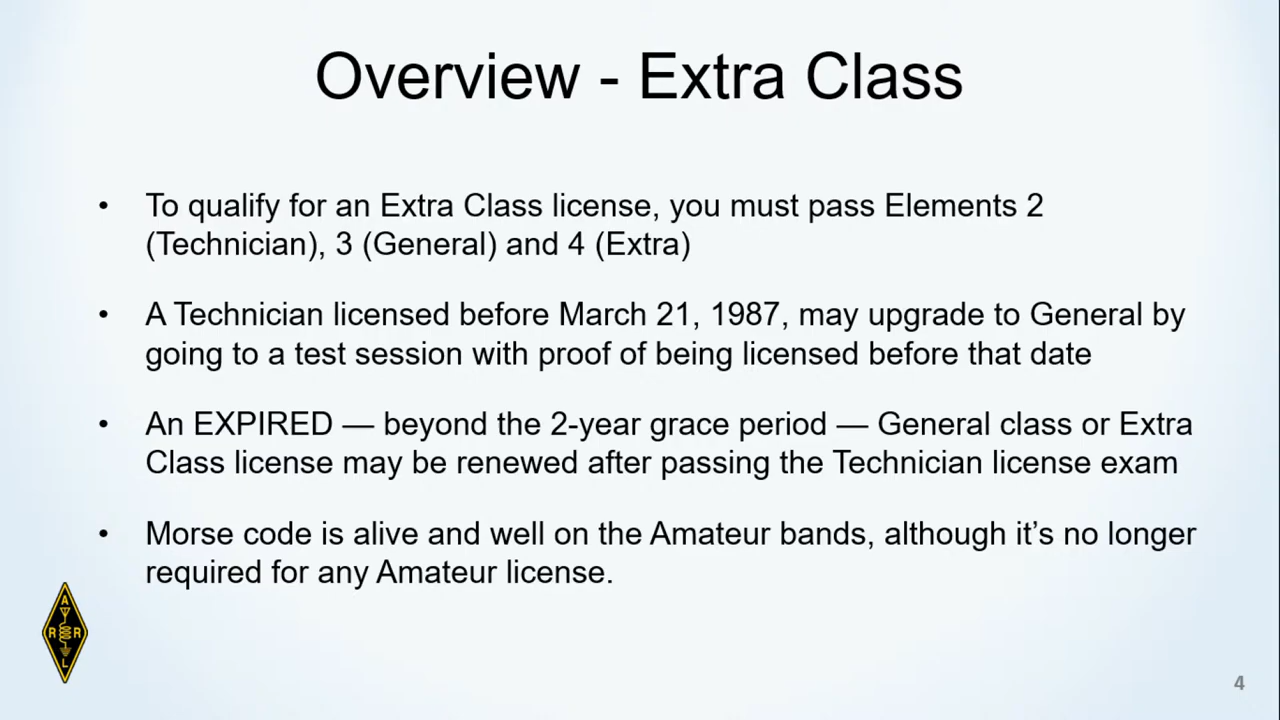 Overview - Extra Class
• To qualify for an Extra Class license, you must pass Elements 2
(Technician), 3 (General) and 4 (Extra)
• A Technician licensed before March 21, 1987, may upgrade to General by
going to a test session with proof of being licensed before that date
• An EXPIRED — beyond the 2-year grace period — General class or Extra
Class license may be renewed after passing the Technician license exam
• Morse code is alive and well on the Amateur bands, although it’s no longer
required for any Amateur license.
A
R R
L
4